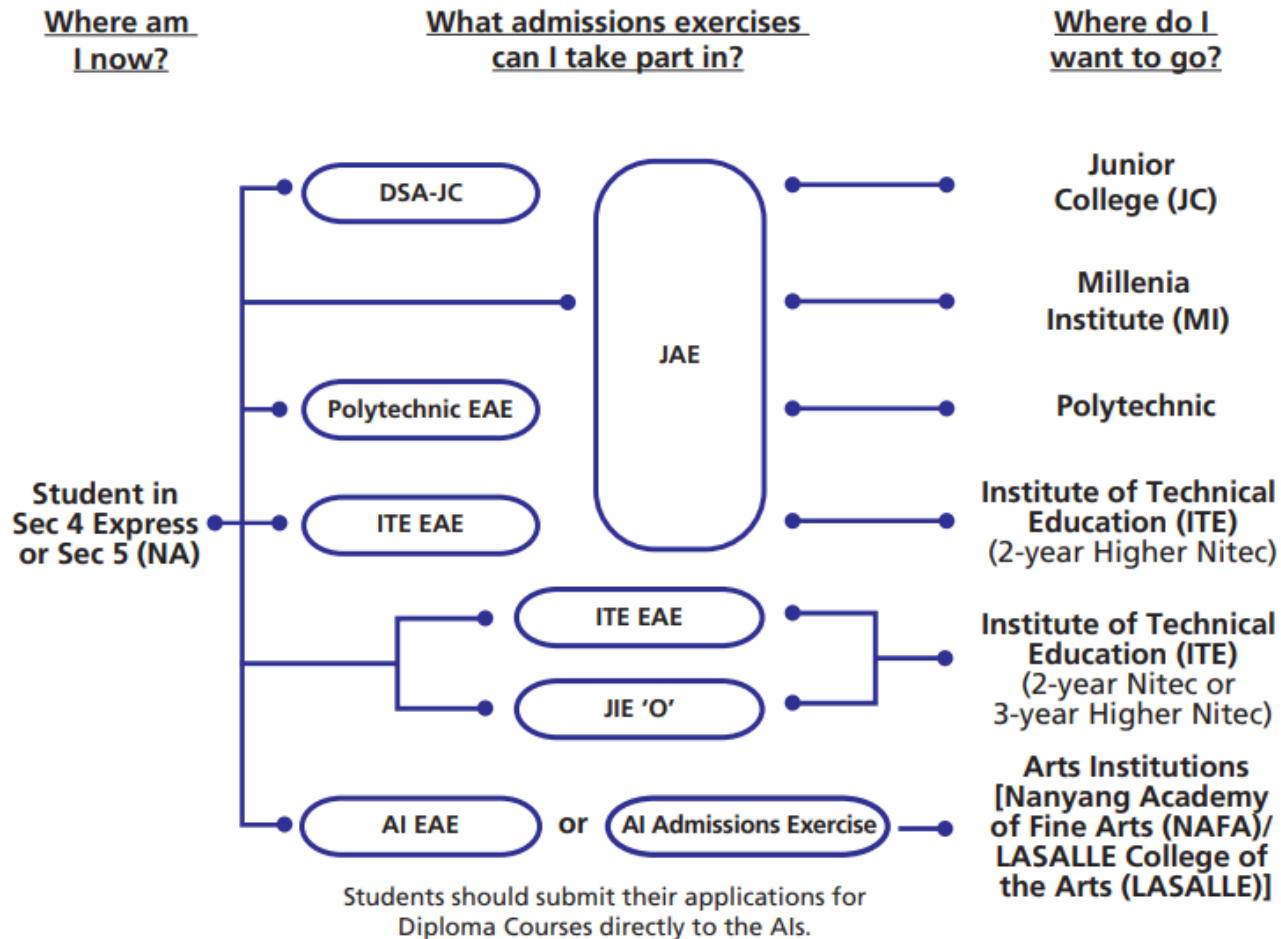 Where am
I now?
What admissions exercises
can I take part in?
Where do I
want to go?
DSA-JC
JAE
Junior
College (JC)
Millenia
Institute (MI)
Polytechnic EAE
Polytechnic
Student in
Sec 4 Express
or Sec 5 (NA)
ITE EAE
Institute of Technical
Education (ITE)
(2-year Higher Nitec)
ITE EAE
JIE ’O’
Institute of Technical
Education (ITE)
(2-year Nitec or
3-year Higher Nitec)
AI EAE
or
AI Admissions Exercise
Arts Institutions
[Nanyang Academy
of Fine Arts (NAFA)/
LASALLE College of
the Arts (LASALLE)]
Students should submit their applications for
Diploma Courses directly to the AIs.